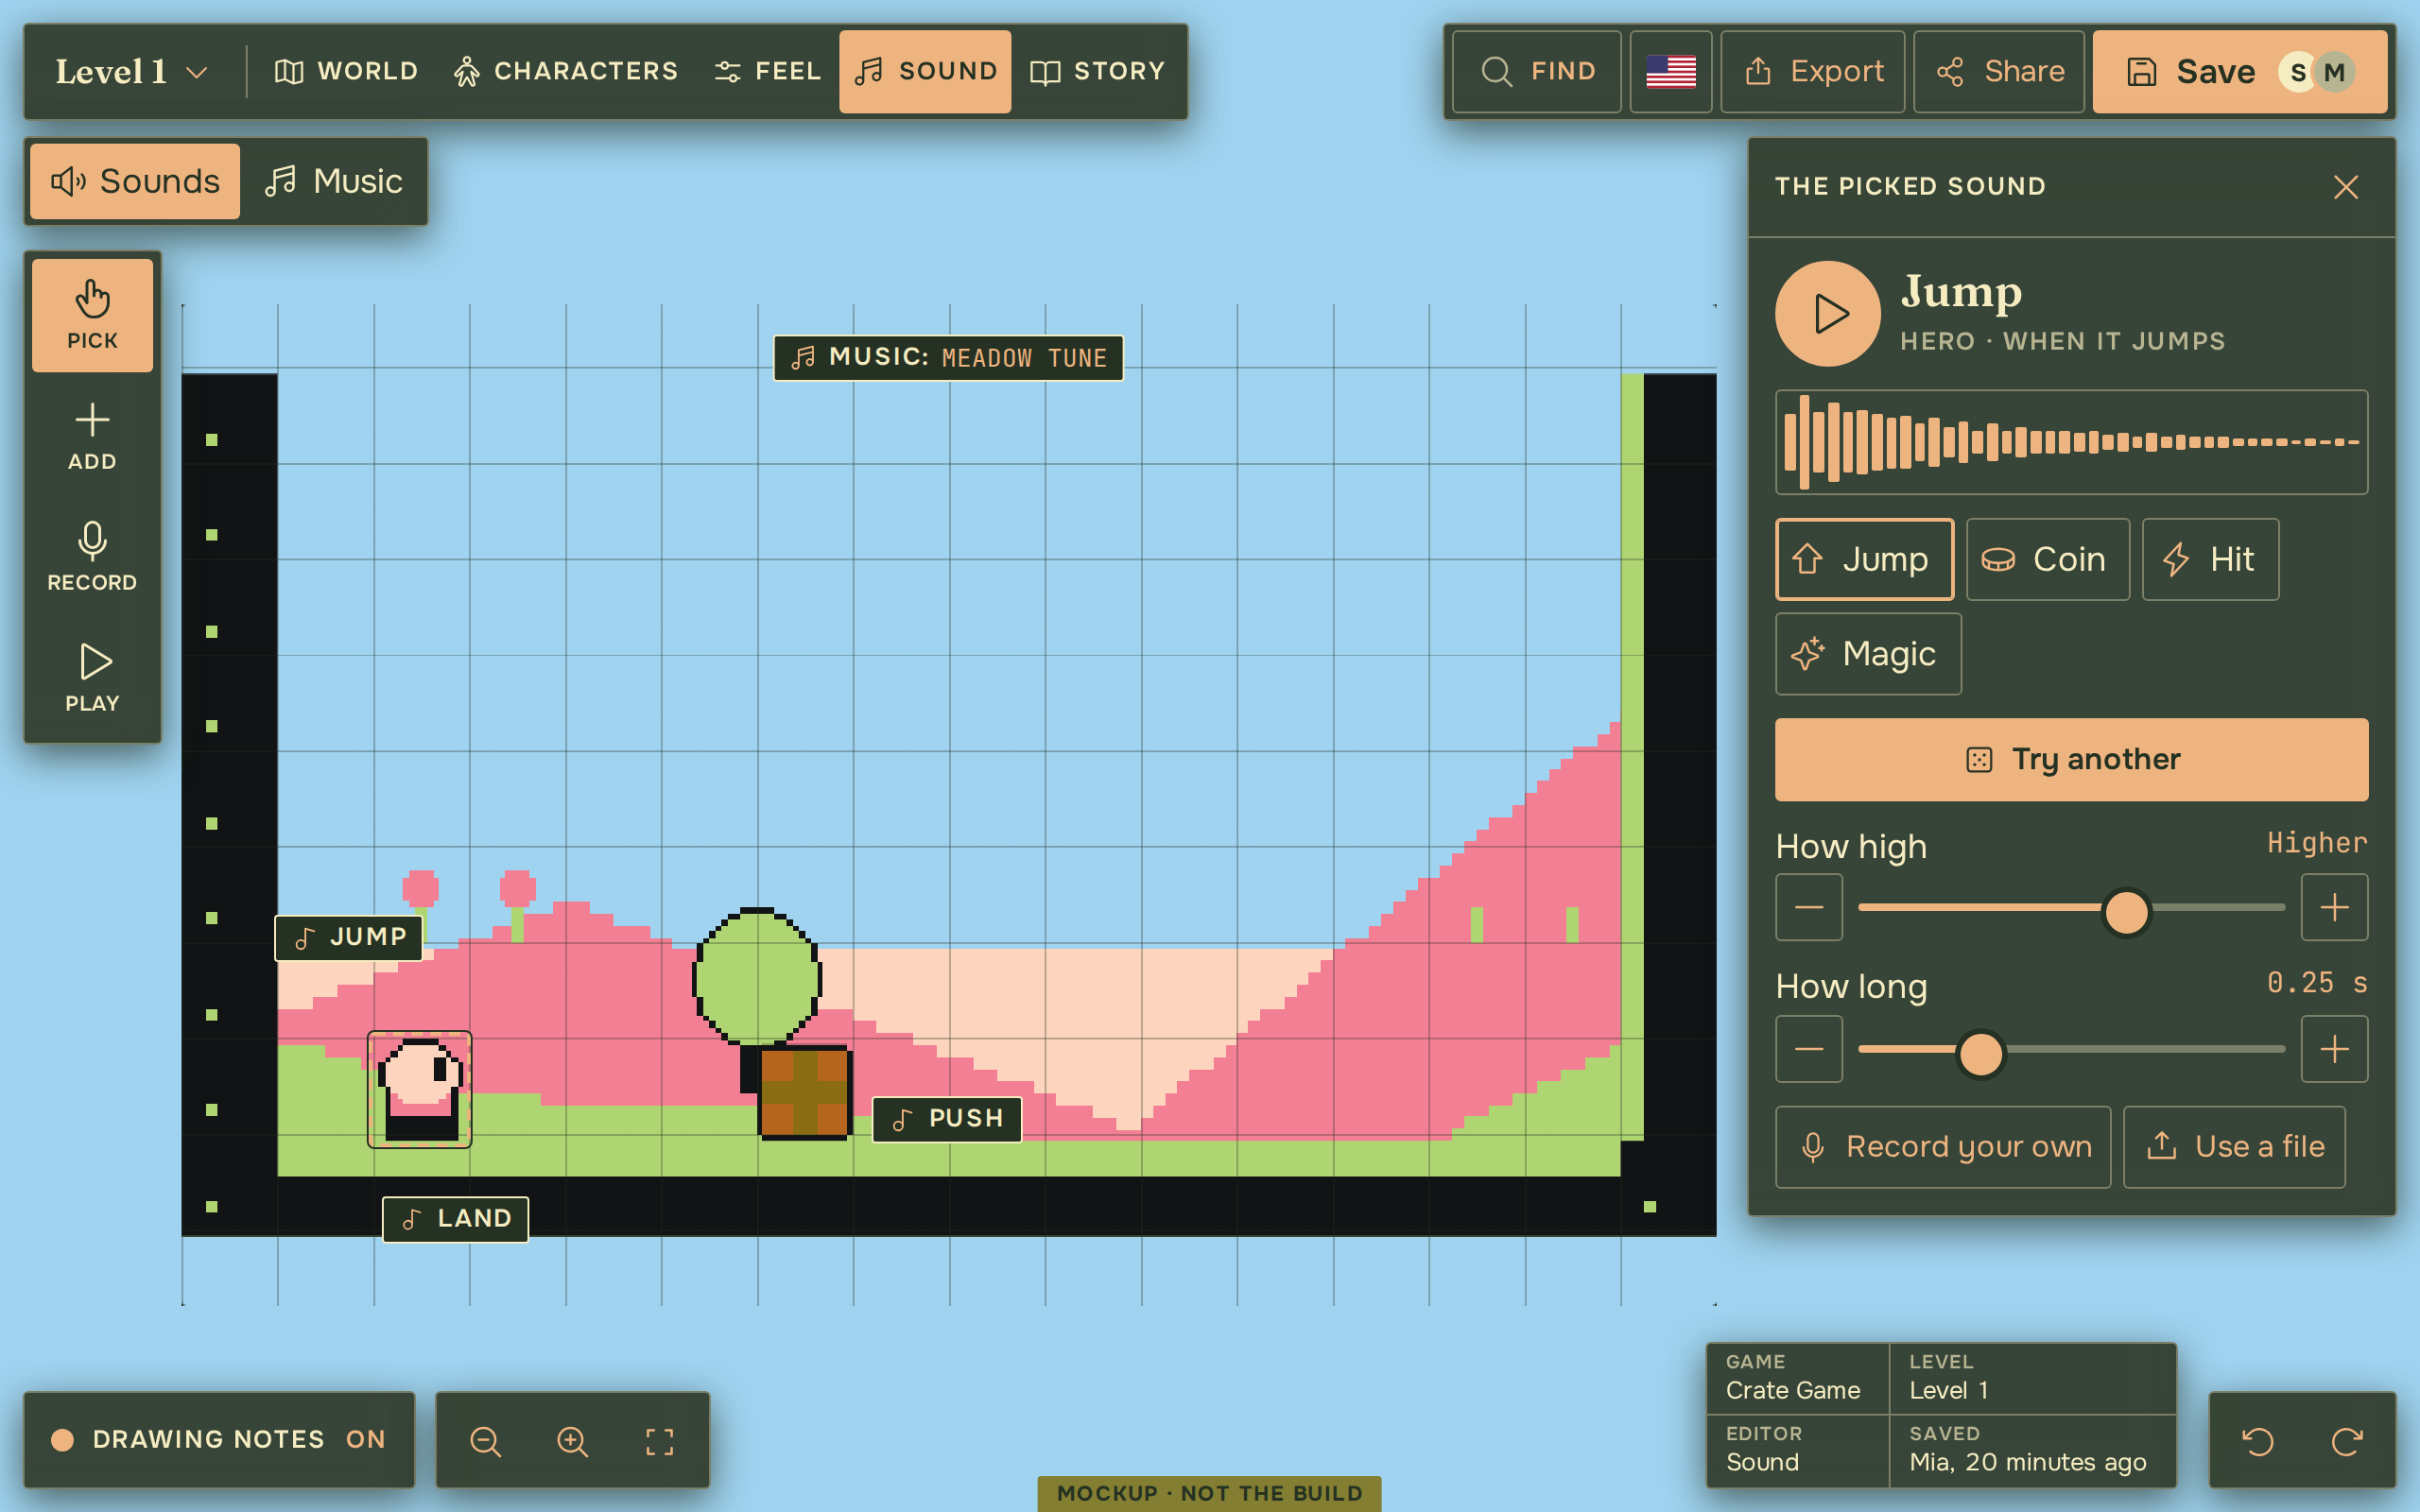 Level 1
WORLD
CHARACTERS
FEEL
SOUND
STORY
FIND
Export
Share
Save
S
M
Sounds
Music
PICK
ADD
RECORD
PLAY
MUSIC: MEADOW TUNE
JUMP
PUSH
LAND
THE PICKED SOUND
Jump
HERO · WHEN IT JUMPS
Jump
Coin
Hit
Magic
Try another
How high
Higher
How long
0.25 s
Record your own
Use a file
DRAWING NOTES ON
GAME
Crate Game
LEVEL
Level 1
EDITOR
Sound
SAVED
Mia, 20 minutes ago
MOCKUP · NOT THE BUILD